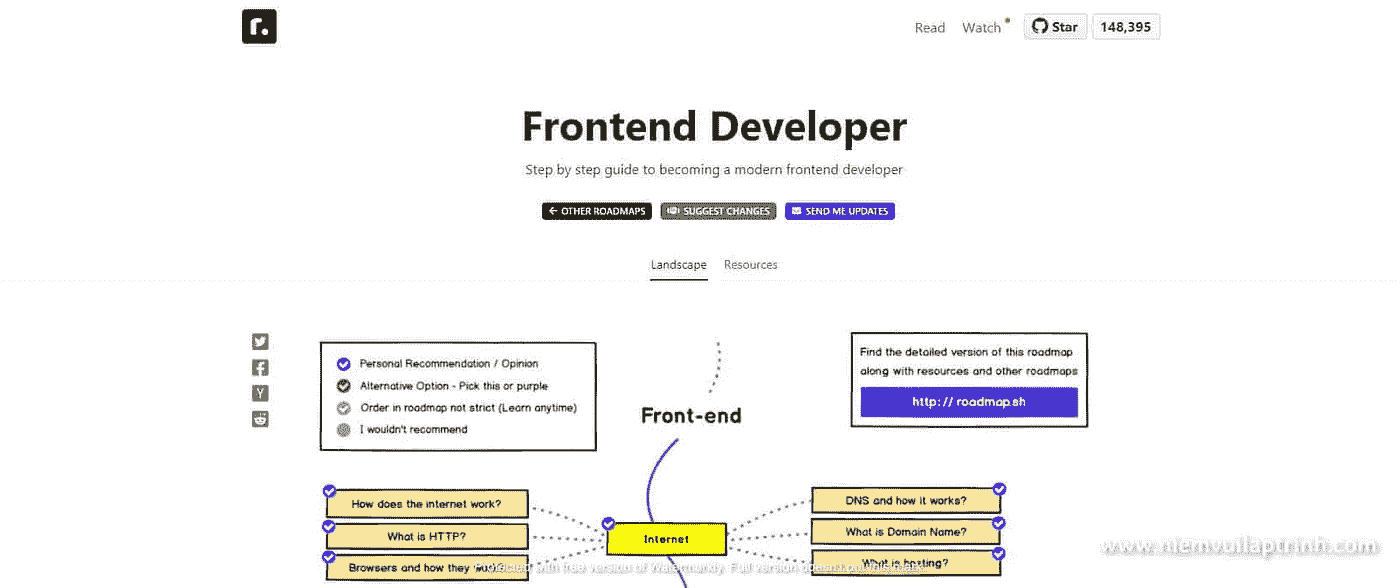 r.
Read Watch Star 148,395
Frontend Developer
Step by step guide to becoming a modern frontend developer
OTHER ROADMAPS SUGGEST CHANGES SEND ME UPDATES
Landscape Resources
Personal Recommendation / Opinion
Alternative Option - Pick this or purple
Order in roadmap not strict (Learn anytime)
I wouldn't recommend
Front-end
Find the detailed version of this roadmap
along with resources and other roadmaps
http: // roadmap.sh
How does the internet work?
What is HTTP?
Browsers and how they work?
Internet
DNS and how it works?
What is Domain Name?
What is hosting?
www.niemvuilaptrinh.com
Protected with free version of Watermarkly. Full version doesn't put this mark.